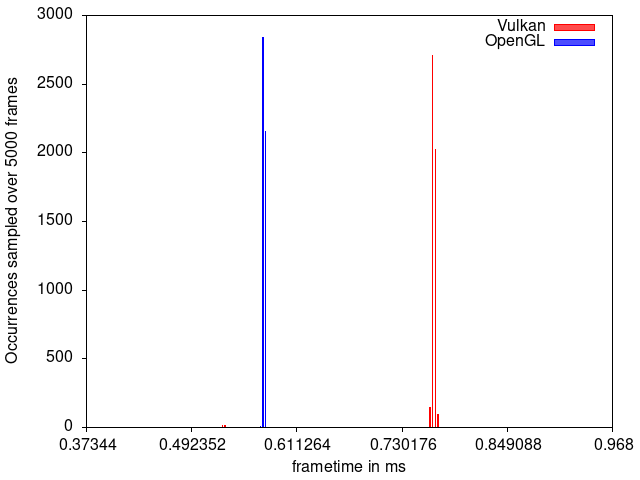 3000
Vulkan
OpenGL
2500
2000
1500
1000
500
0
Occurrences sampled over 5000 frames
0.37344 0.492352 0.611264 0.730176 0.849088 0.968
frametime in ms